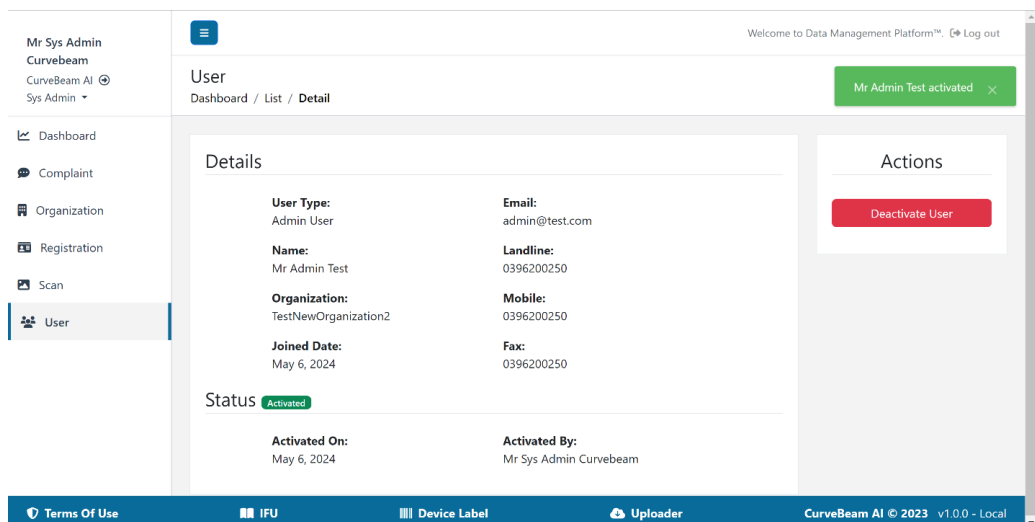 Mr Sys Admin
Curvebeam
CurveBeam AI
Sys Admin
Dashboard
Complaint
Organization
Registration
Scan
User
Welcome to Data Management Platform™. Log out
User
Dashboard / List / Detail
Mr Admin Test activated ×
Details
User Type:
Admin User
Email:
admin@test.com
Name:
Mr Admin Test
Landline:
0396200250
Organization:
TestNewOrganization2
Mobile:
0396200250
Joined Date:
May 6, 2024
Fax:
0396200250
Status Activated
Activated On:
May 6, 2024
Activated By:
Mr Sys Admin Curvebeam
Actions
Deactivate User
Terms Of Use
IFU
Device Label
Uploader
CurveBeam AI © 2023 v1.0.0 - Local